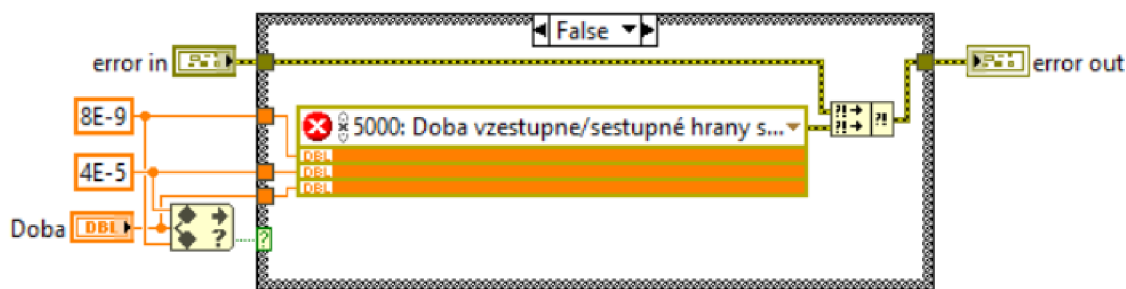 False
error in
error out
8E-9
5000: Doba vzestupne/sestupné hrany s...
DBL
DBL
DBL
4E-5
Doba DBL
?
?